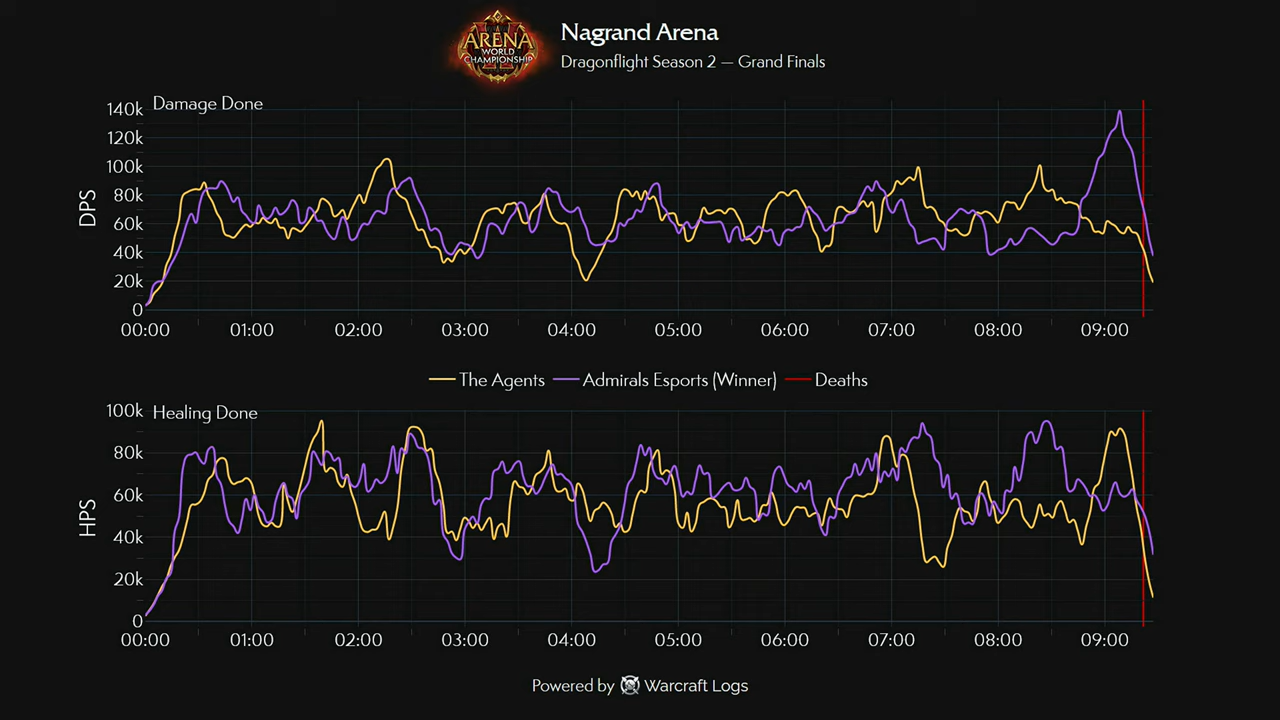 ARENA
WORLD
CHAMPIONSHIP
Nagrand Arena
Dragonflight Season 2 — Grand Finals
Damage Done
DPS
140k
120k
100k
80k
60k
40k
20k
0
00:00 01:00 02:00 03:00 04:00 05:00 06:00 07:00 08:00 09:00
The Agents Admirals Esports (Winner) Deaths
Healing Done
HPS
100k
80k
60k
40k
20k
0
00:00 01:00 02:00 03:00 04:00 05:00 06:00 07:00 08:00 09:00
Powered by Warcraft Logs